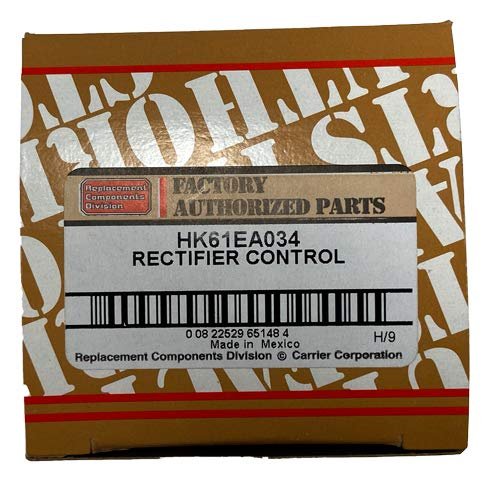 Replacement
Components
Division
FACTORY
AUTHORIZED PARTS
HK61EA034
RECTIFIER CONTROL
0 08 22529 65148 4
Made in Mexico
H/9
Replacement Components Division © Carrier Corporation